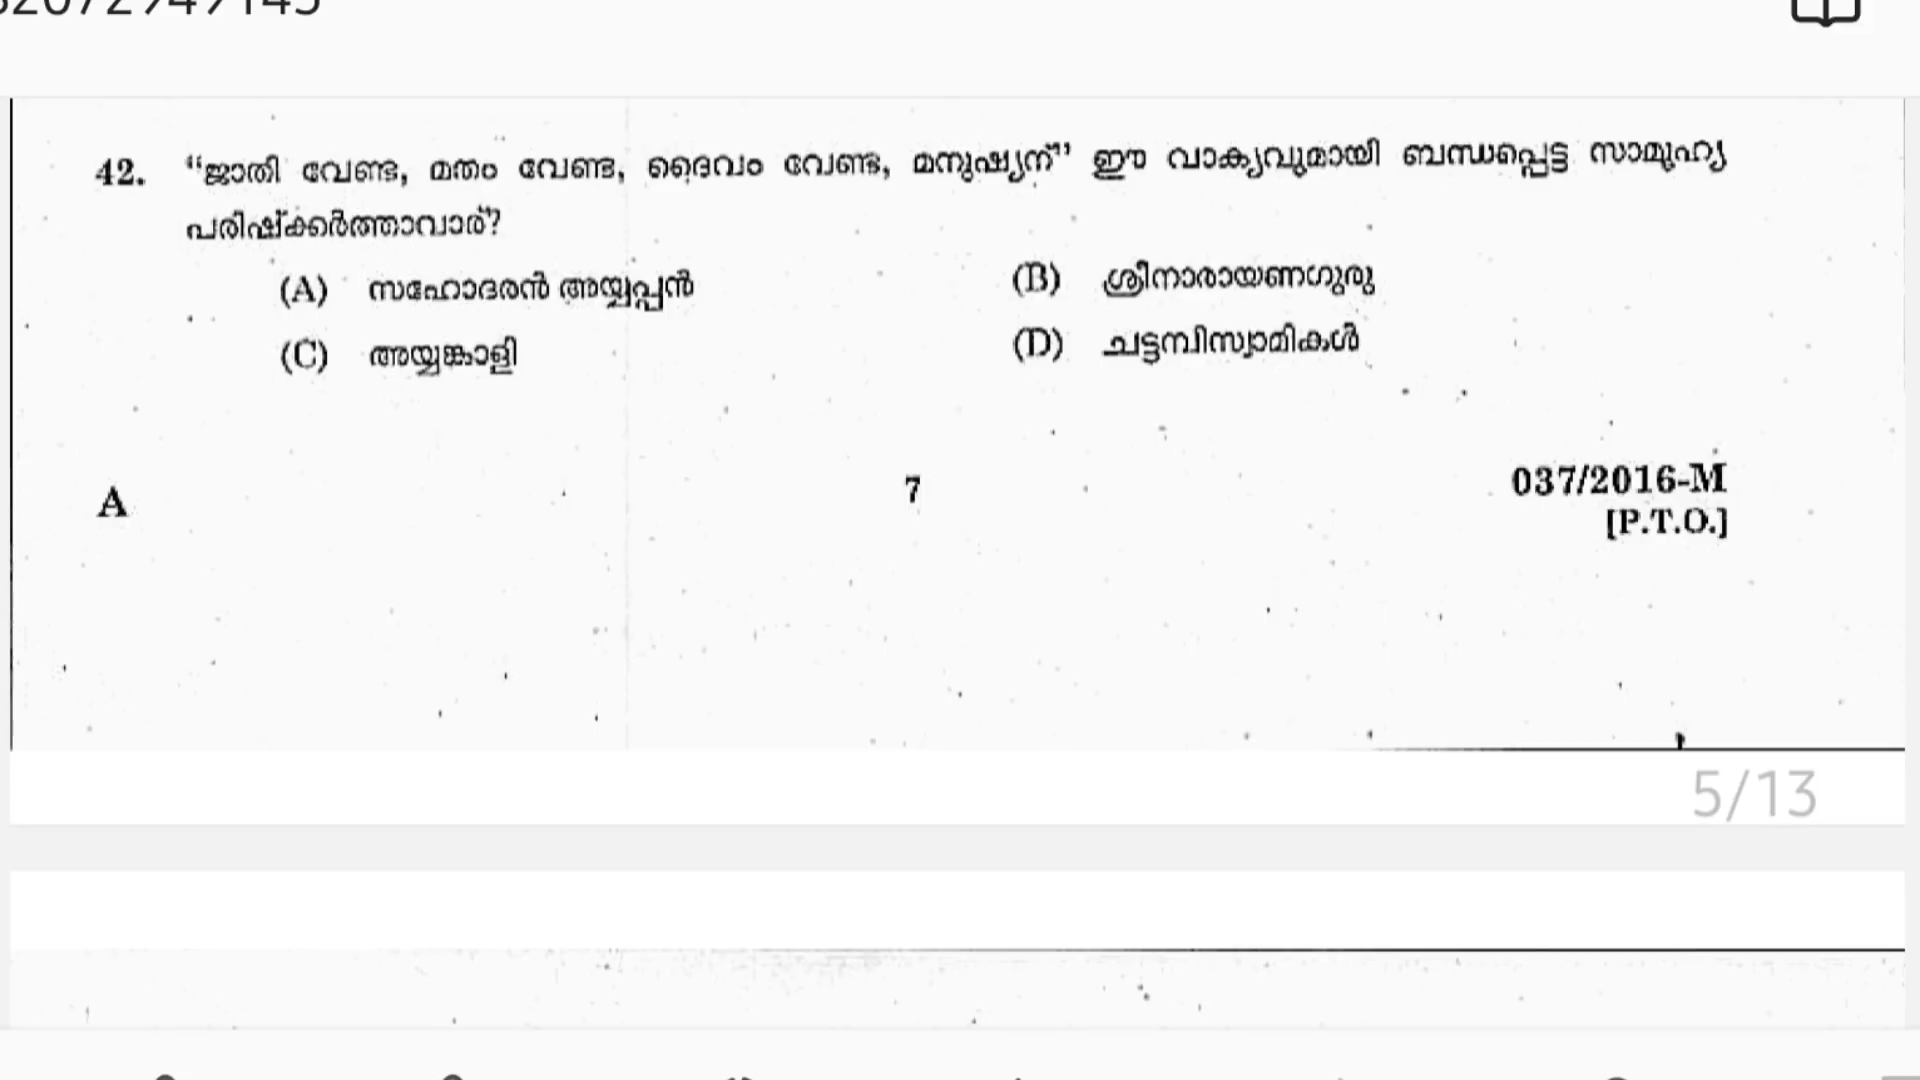 42. “ജാതി വേണ്ട, മതം വേണ്ട, ദൈവം വേണ്ട, മനുഷ്യന്” ഈ വാക്യവുമായി ബന്ധപ്പെട്ട സാമൂഹ്യ
പരിഷ്ക്കർത്താവാര്?
(A) സഹോദരൻ അയ്യപ്പൻ (B) ശ്രീനാരായണഗുരു
(C) അയ്യങ്കാളി (D) ചട്ടമ്പിസ്വാമികൾ
A 7 037/2016-M
[P.T.O.]
5/13